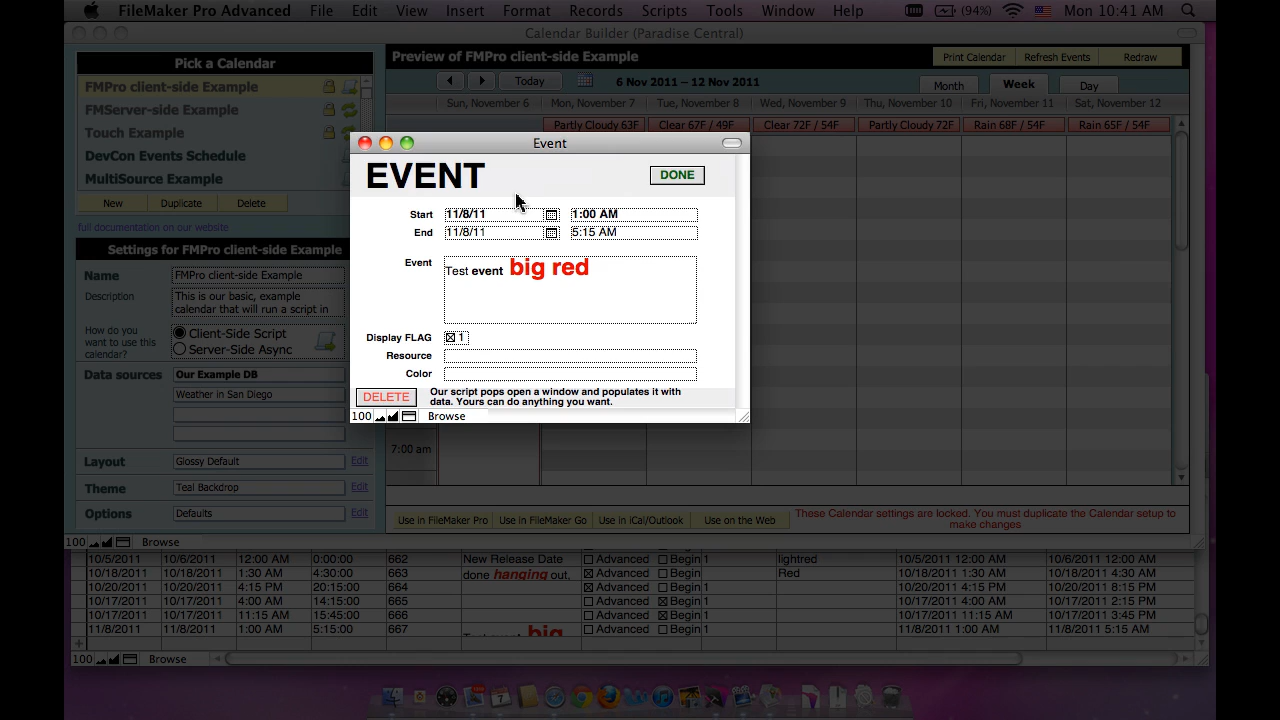 FileMaker Pro Advanced File Edit View Insert Format Records Scripts Tools Window Help (94%) Mon 10:41 AM
Calendar Builder (Paradise Central)
Pick a Calendar
FMPro client-side Example
FMServer-side Example
Touch Example
DevCon Events Schedule
MultiSource Example
New Duplicate Delete
full documentation on our website
Settings for FMPro client-side Example
Name FMPro client-side Example
Description This is our basic, example
calendar that will run a script in
How do you
want to use this
calendar?
Client-Side Script
Server-Side Async
Data sources Our Example DB
Weather in San Diego
Layout Glossy Default Edit
Theme Teal Backdrop Edit
Options Defaults Edit
100 Browse
Preview of FMPro client-side Example Print Calendar Refresh Events Redraw
Today 6 Nov 2011 – 12 Nov 2011 Month Week Day
Sun, November 6 Mon, November 7 Tue, November 8 Wed, November 9 Thu, November 10 Fri, November 11 Sat, November 12
Partly Cloudy 63F Clear 67F / 49F Clear 72F / 54F Partly Cloudy 72F Rain 68F / 54F Rain 65F / 54F
7:00 am
Use in FileMaker Pro Use in FileMaker Go Use in iCal/Outlook Use on the Web These Calendar settings are locked. You must duplicate the Calendar setup to
make changes
Event
EVENT DONE
Start 11/8/11 1:00 AM
End 11/8/11 5:15 AM
Event Test event big red
Display FLAG 1
Resource
Color
DELETE Our script pops open a window and populates it with
data. Yours can do anything you want.
100 Browse
10/5/2011 10/6/2011 12:00 AM 0:00:00 662 New Release Date Advanced Begin 1 lightred 10/5/2011 12:00 AM 10/6/2011 12:00 AM
10/18/2011 10/18/2011 1:30 AM 4:30:00 663 done hanging out, Advanced Begin 1 Red 10/18/2011 1:30 AM 10/18/2011 4:30 AM
10/20/2011 10/20/2011 4:15 PM 20:15:00 664 Advanced Begin 1 10/20/2011 4:15 PM 10/20/2011 8:15 PM
10/17/2011 10/17/2011 4:00 AM 14:15:00 665 Advanced Begin 1 10/17/2011 4:00 AM 10/17/2011 2:15 PM
10/17/2011 10/17/2011 11:15 AM 15:45:00 666 Advanced Begin 1 10/17/2011 11:15 AM 10/17/2011 3:45 PM
11/8/2011 11/8/2011 1:00 AM 5:15:00 667 big Advanced Begin 1 11/8/2011 1:00 AM 11/8/2011 5:15 AM
100 Browse